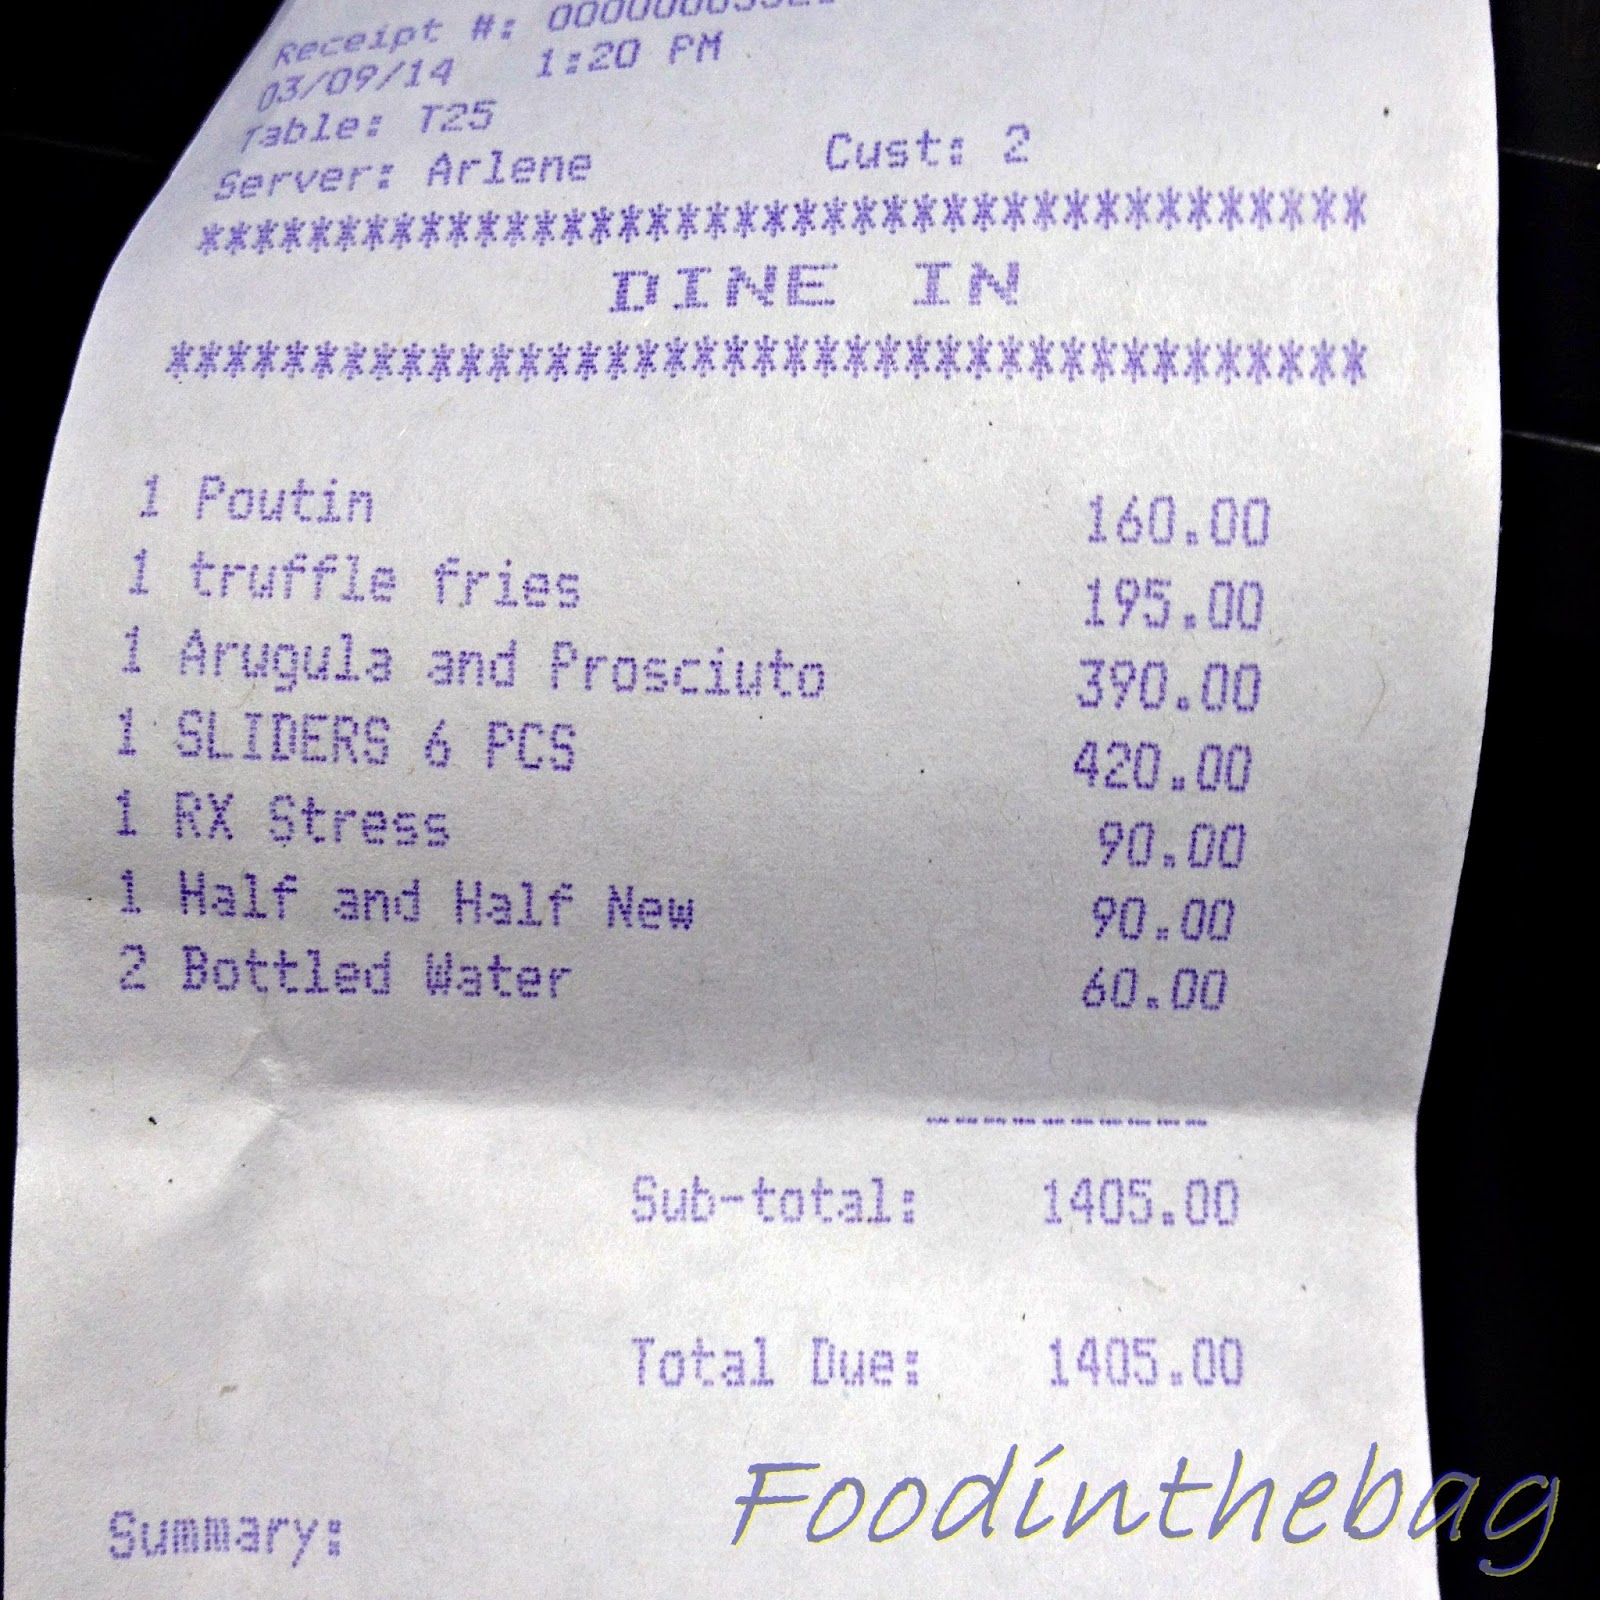 Receipt #:
03/09/14 1:20 PM
Table: T25
Server: Arlene Cust: 2
****************************************
DINE IN
****************************************
1 Poutin 160.00
1 truffle fries 195.00
1 Arugula and Prosciuto 390.00
1 SLIDERS 6 PCS 420.00
1 RX Stress 90.00
1 Half and Half New 90.00
2 Bottled Water 60.00
----------
Sub-total: 1405.00
Total Due: 1405.00
Summary:
Foodinthebag